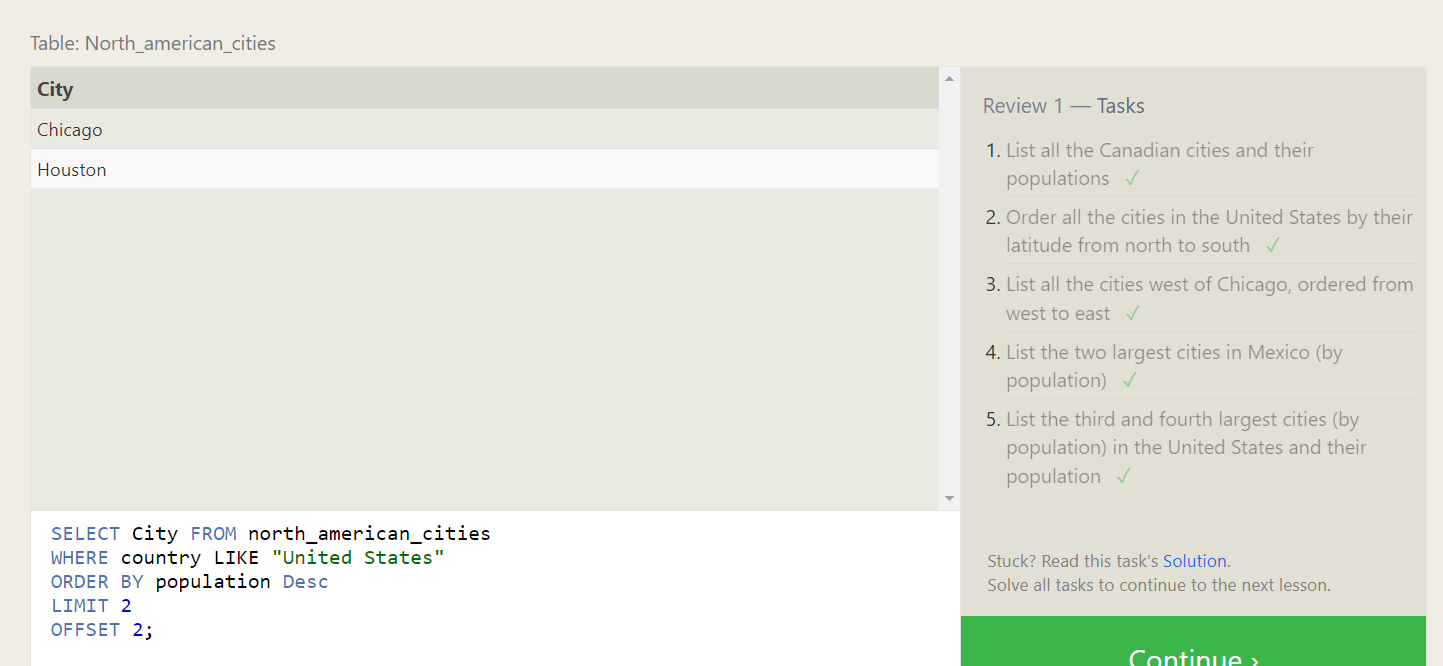 Table: North_american_cities
City
Chicago
Houston
SELECT City FROM north_american_cities
WHERE country LIKE "United States"
ORDER BY population Desc
LIMIT 2
OFFSET 2;
Review 1 — Tasks
1. List all the Canadian cities and their
populations ✓
2. Order all the cities in the United States by their
latitude from north to south ✓
3. List all the cities west of Chicago, ordered from
west to east ✓
4. List the two largest cities in Mexico (by
population) ✓
5. List the third and fourth largest cities (by
population) in the United States and their
population ✓
Stuck? Read this task's Solution.
Solve all tasks to continue to the next lesson.
Continue ›